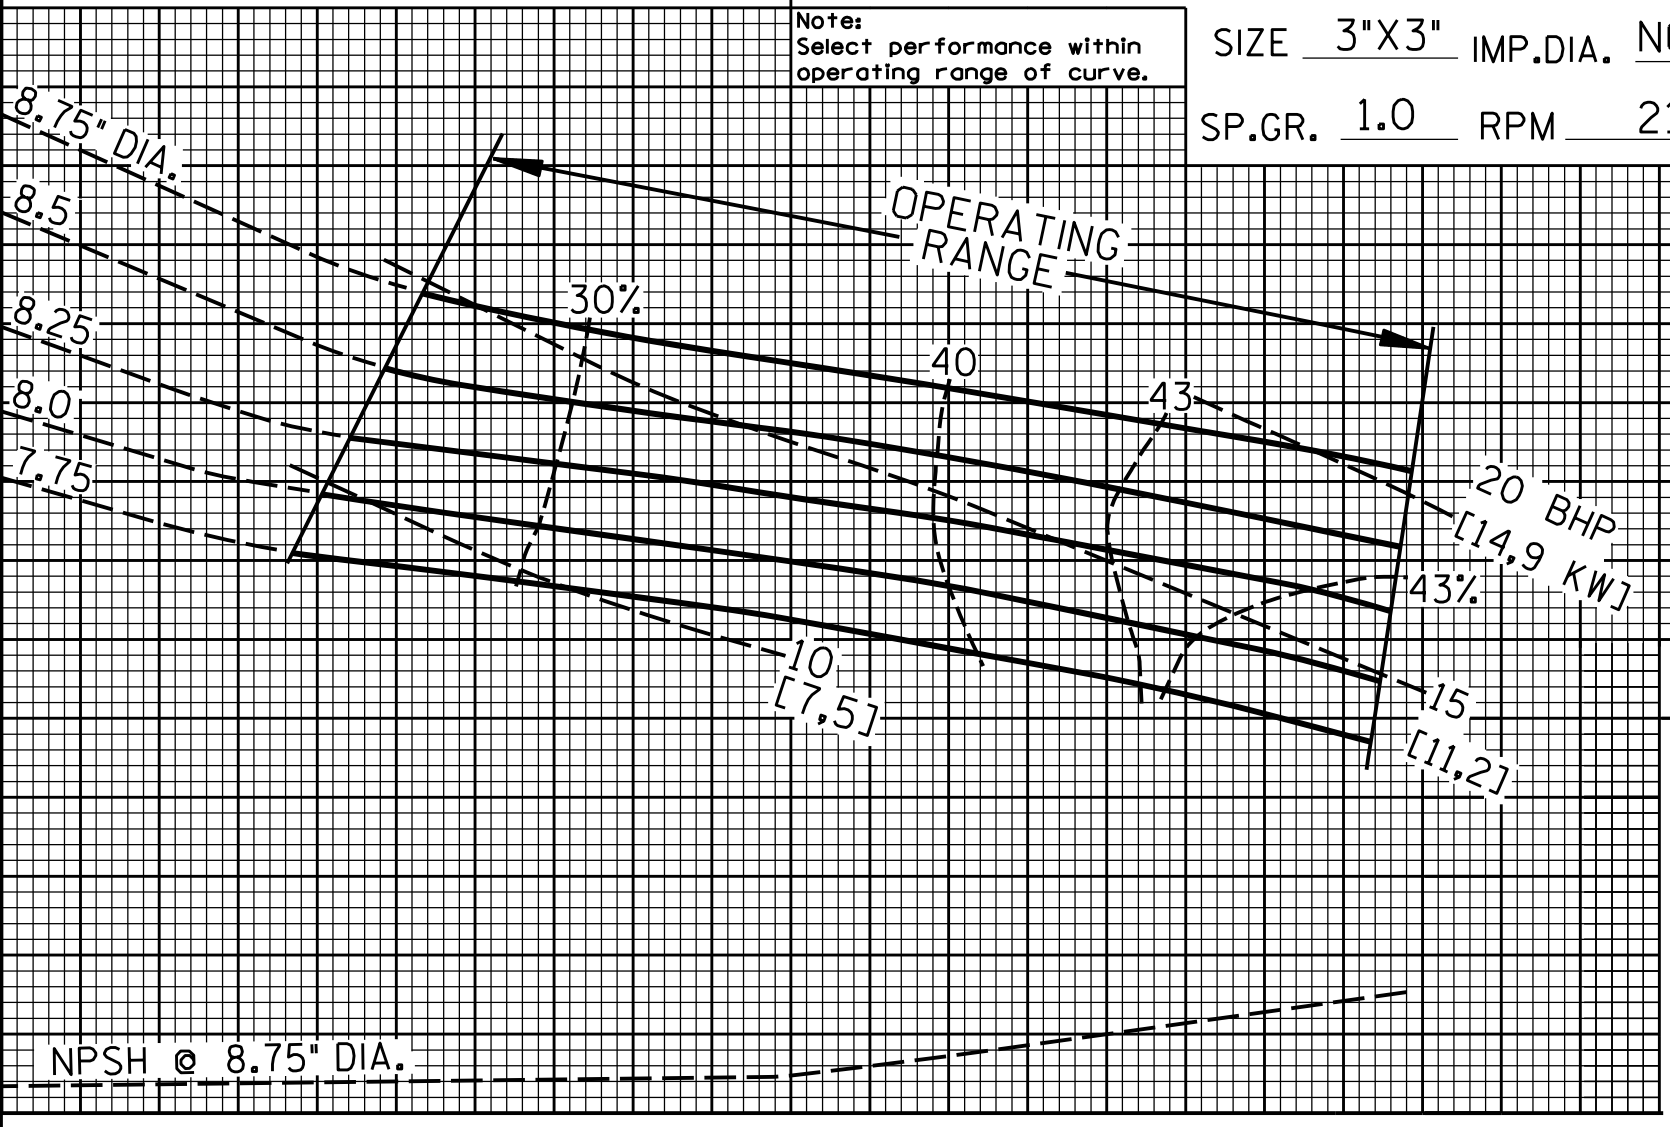 Note:
Select performance within
operating range of curve.
SIZE 3"X3" IMP.DIA.
SP.GR. 1.0 RPM
8.75" DIA.
8.5
8.25
8.0
7.75
OPERATING
RANGE
30%
40
43
20 BHP
[14,9 KW]
43%
10
[7,5]
15
[11,2]
NPSH @ 8.75" DIA.